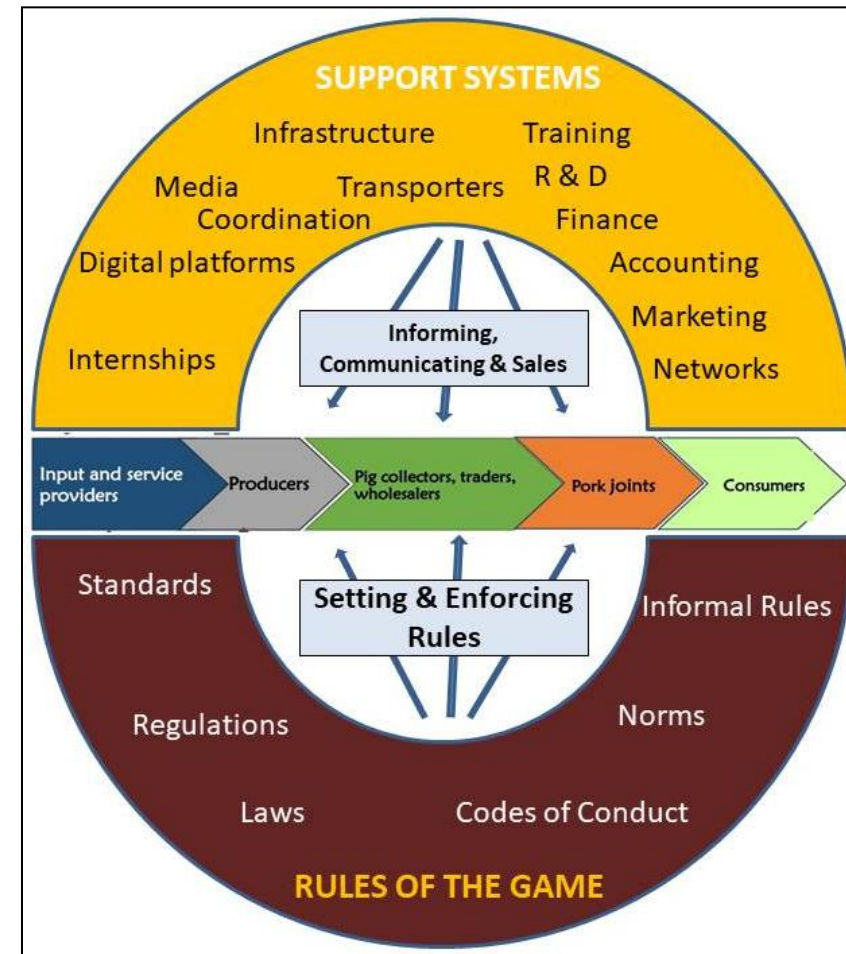 SUPPORT SYSTEMS
Infrastructure
Training
R & D
Media
Transporters
Coordination
Finance
Digital platforms
Accounting
Informing,
Communicating & Sales
Marketing
Internships
Networks
Input and service
providers
Producers
Pig collectors, traders,
wholesalers
Pork joints
Consumers
Standards
Setting & Enforcing
Rules
Informal Rules
Regulations
Norms
Laws
Codes of Conduct
RULES OF THE GAME